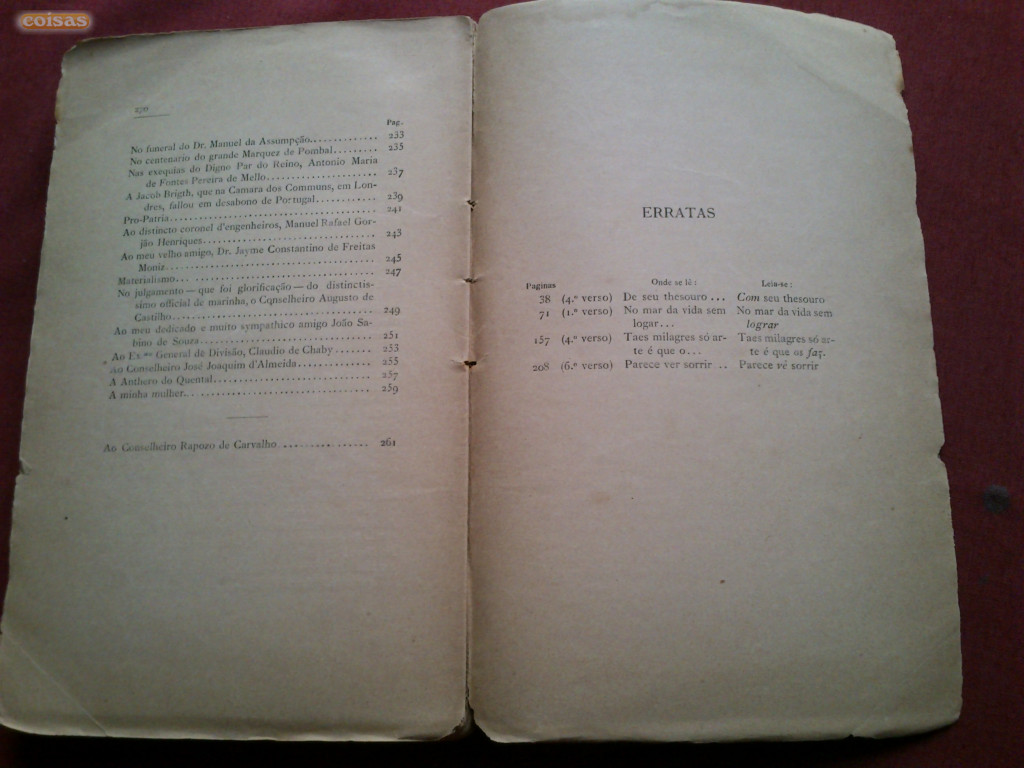 coisas
270
Pag.
No funeral do Dr. Manuel da Assumpção.............. 233
No centenario do grande Marquez de Pombal......... 235
Nas exequias do Digno Par do Reino, Antonio Maria
de Fontes Pereira de Mello..................... 237
A Jacob Brigth, que na Camara dos Communs, em Lon-
dres, fallou em desabono de Portugal............ 239
Pro-Patria........................................ 241
Ao distincto coronel d'engenheiros, Manuel Rafael Gor-
jão Henriques................................. 243
Ao meu velho amigo, Dr. Jayme Constantino de Freitas
Moniz........................................ 245
Materialismo...................................... 247
No julgamento — que foi glorificação — do distinctis-
simo official de marinha, o Conselheiro Augusto de
Castilho...................................... 249
Ao meu dedicado e muito sympathico amigo João Sa-
bino de Souza................................. 251
Ao Ex.mo General de Divisão, Claudio de Chaby....... 253
Ao Conselheiro José Joaquim d'Almeida.............. 255
A Anthero do Quental.............................. 257
A minha mulher.................................... 259
Ao Conselheiro Rapozo de Carvalho ................ 261
ERRATAS
Paginas Onde se lê: Leia-se:
38 (4.º verso) De seu thesouro ... Com seu thesouro
71 (1.º verso) No mar da vida sem No mar da vida sem
logar... lograr
157 (4.º verso) Taes milagres só ar- Taes milagres só ar-
te é que o... te é que os faz.
208 (6.º verso) Parece ver sorrir .. Parece vê sorrir